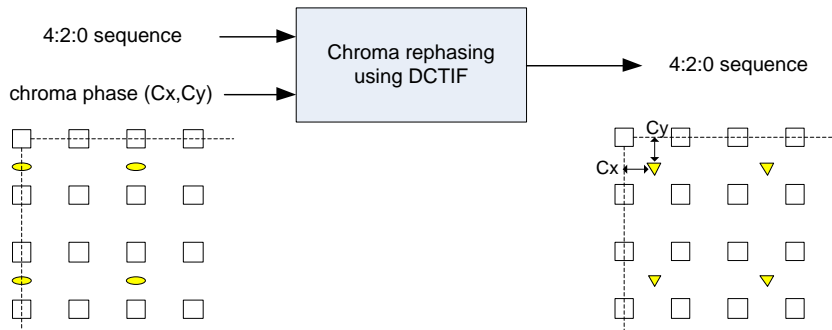 4:2:0 sequence
chroma phase (Cx,Cy)
Chroma rephasing
using DCTIF
4:2:0 sequence
Cy
Cx